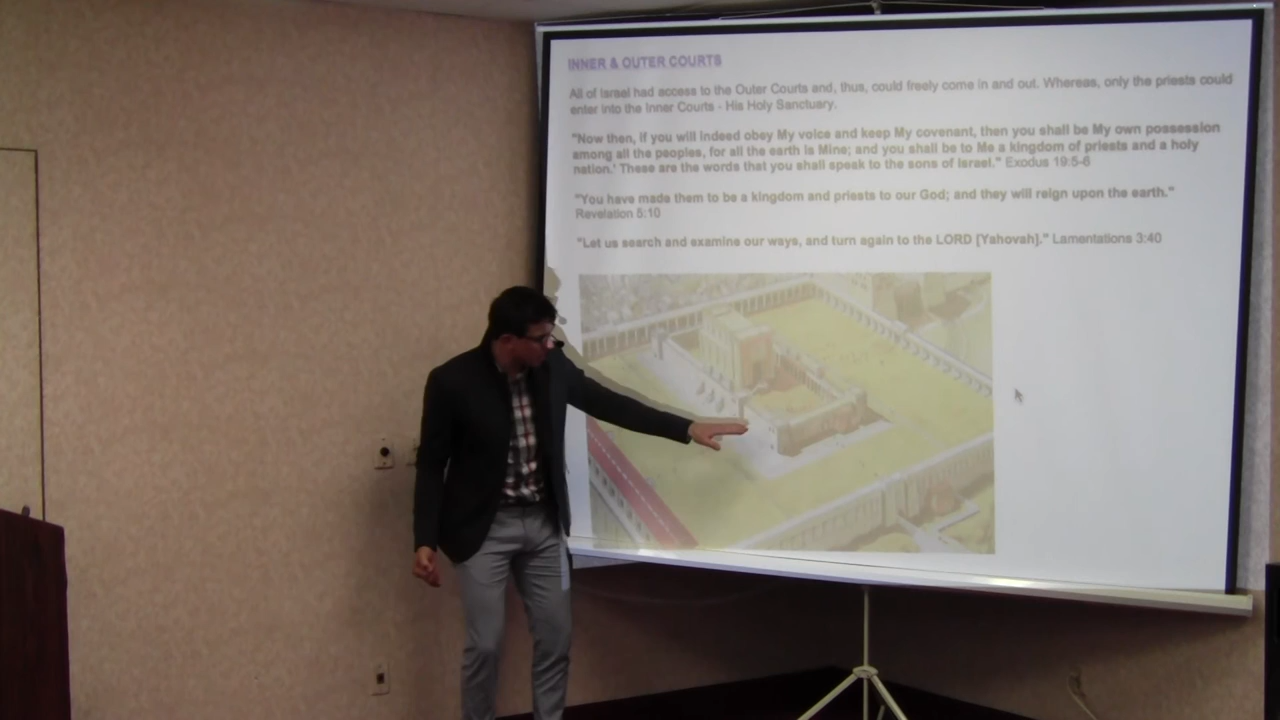 INNER & OUTER COURTS
All of Israel had access to the Outer Courts and, thus, could freely come in and out. Whereas, only the priests could
enter into the Inner Courts - His Holy Sanctuary.
"Now then, if you will indeed obey My voice and keep My covenant, then you shall be My own possession
among all the peoples, for all the earth is Mine; and you shall be to Me a kingdom of priests and a holy
nation.' These are the words that you shall speak to the sons of Israel." Exodus 19:5-6
"You have made them to be a kingdom and priests to our God; and they will reign upon the earth."
Revelation 5:10
"Let us search and examine our ways, and turn again to the LORD [Yahovah]." Lamentations 3:40